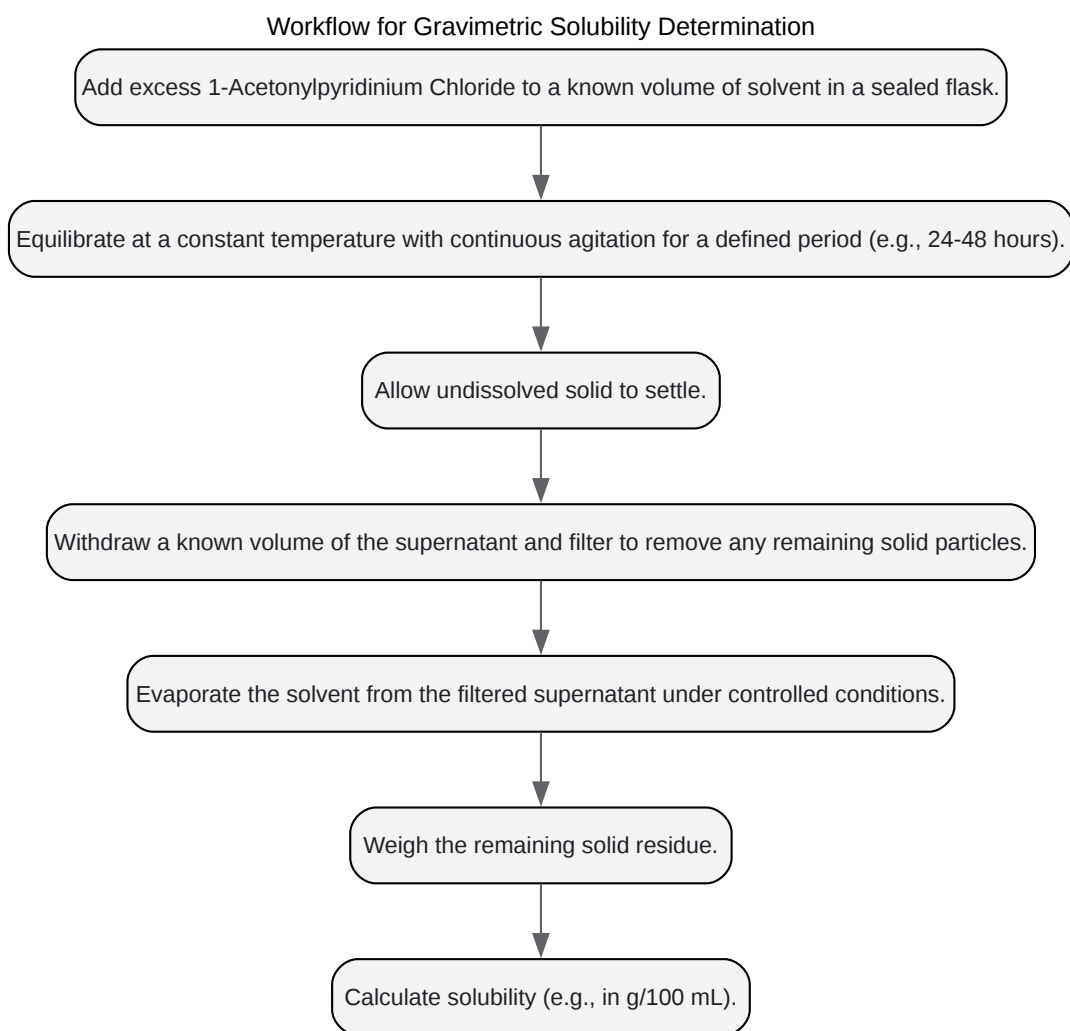 Workflow for Gravimetric Solubility Determination
Add excess 1-Acetonylpyridinium Chloride to a known volume of solvent in a sealed flask.
Equilibrate at a constant temperature with continuous agitation for a defined period (e.g., 24-48 hours).
Allow undissolved solid to settle.
Withdraw a known volume of the supernatant and filter to remove any remaining solid particles.
Evaporate the solvent from the filtered supernatant under controlled conditions.
Weigh the remaining solid residue.
Calculate solubility (e.g., in g/100 mL).